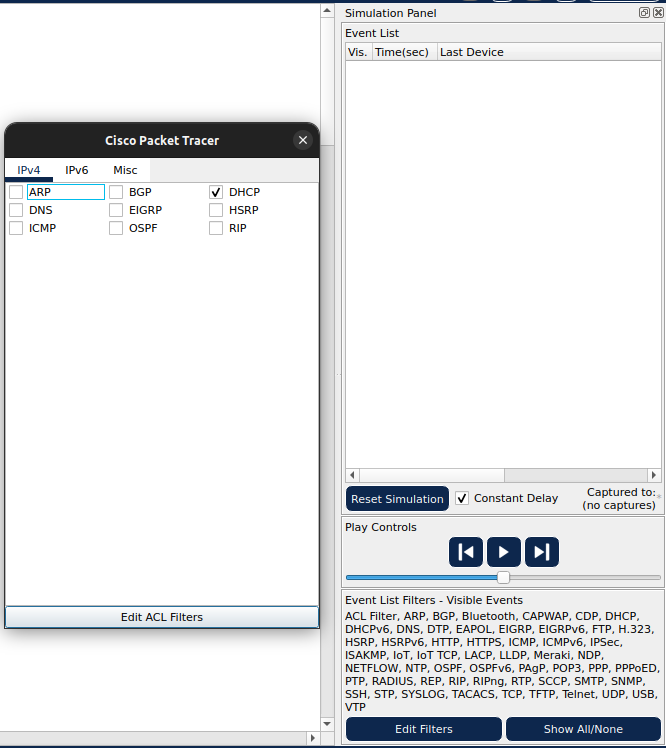 Simulation Panel
Event List
Vis. Time(sec) Last Device
Cisco Packet Tracer
IPv4 IPv6 Misc
ARP BGP DHCP
DNS EIGRP HSRP
ICMP OSPF RIP
Edit ACL Filters
Reset Simulation Constant Delay Captured to:
(no captures)
Play Controls
Event List Filters - Visible Events
ACL Filter, ARP, BGP, Bluetooth, CAPWAP, CDP, DHCP,
DHCPv6, DNS, DTP, EAPOL, EIGRP, EIGRPv6, FTP, H.323,
HSRP, HSRPv6, HTTP, HTTPS, ICMP, ICMPv6, IPSec,
ISAKMP, IoT, IoT TCP, LACP, LLDP, Meraki, NDP,
NETFLOW, NTP, OSPF, OSPFv6, PAgP, POP3, PPP, PPPoED,
PTP, RADIUS, REP, RIP, RIPng, RTP, SCCP, SMTP, SNMP,
SSH, STP, SYSLOG, TACACS, TCP, TFTP, Telnet, UDP, USB,
VTP
Edit Filters Show All/None